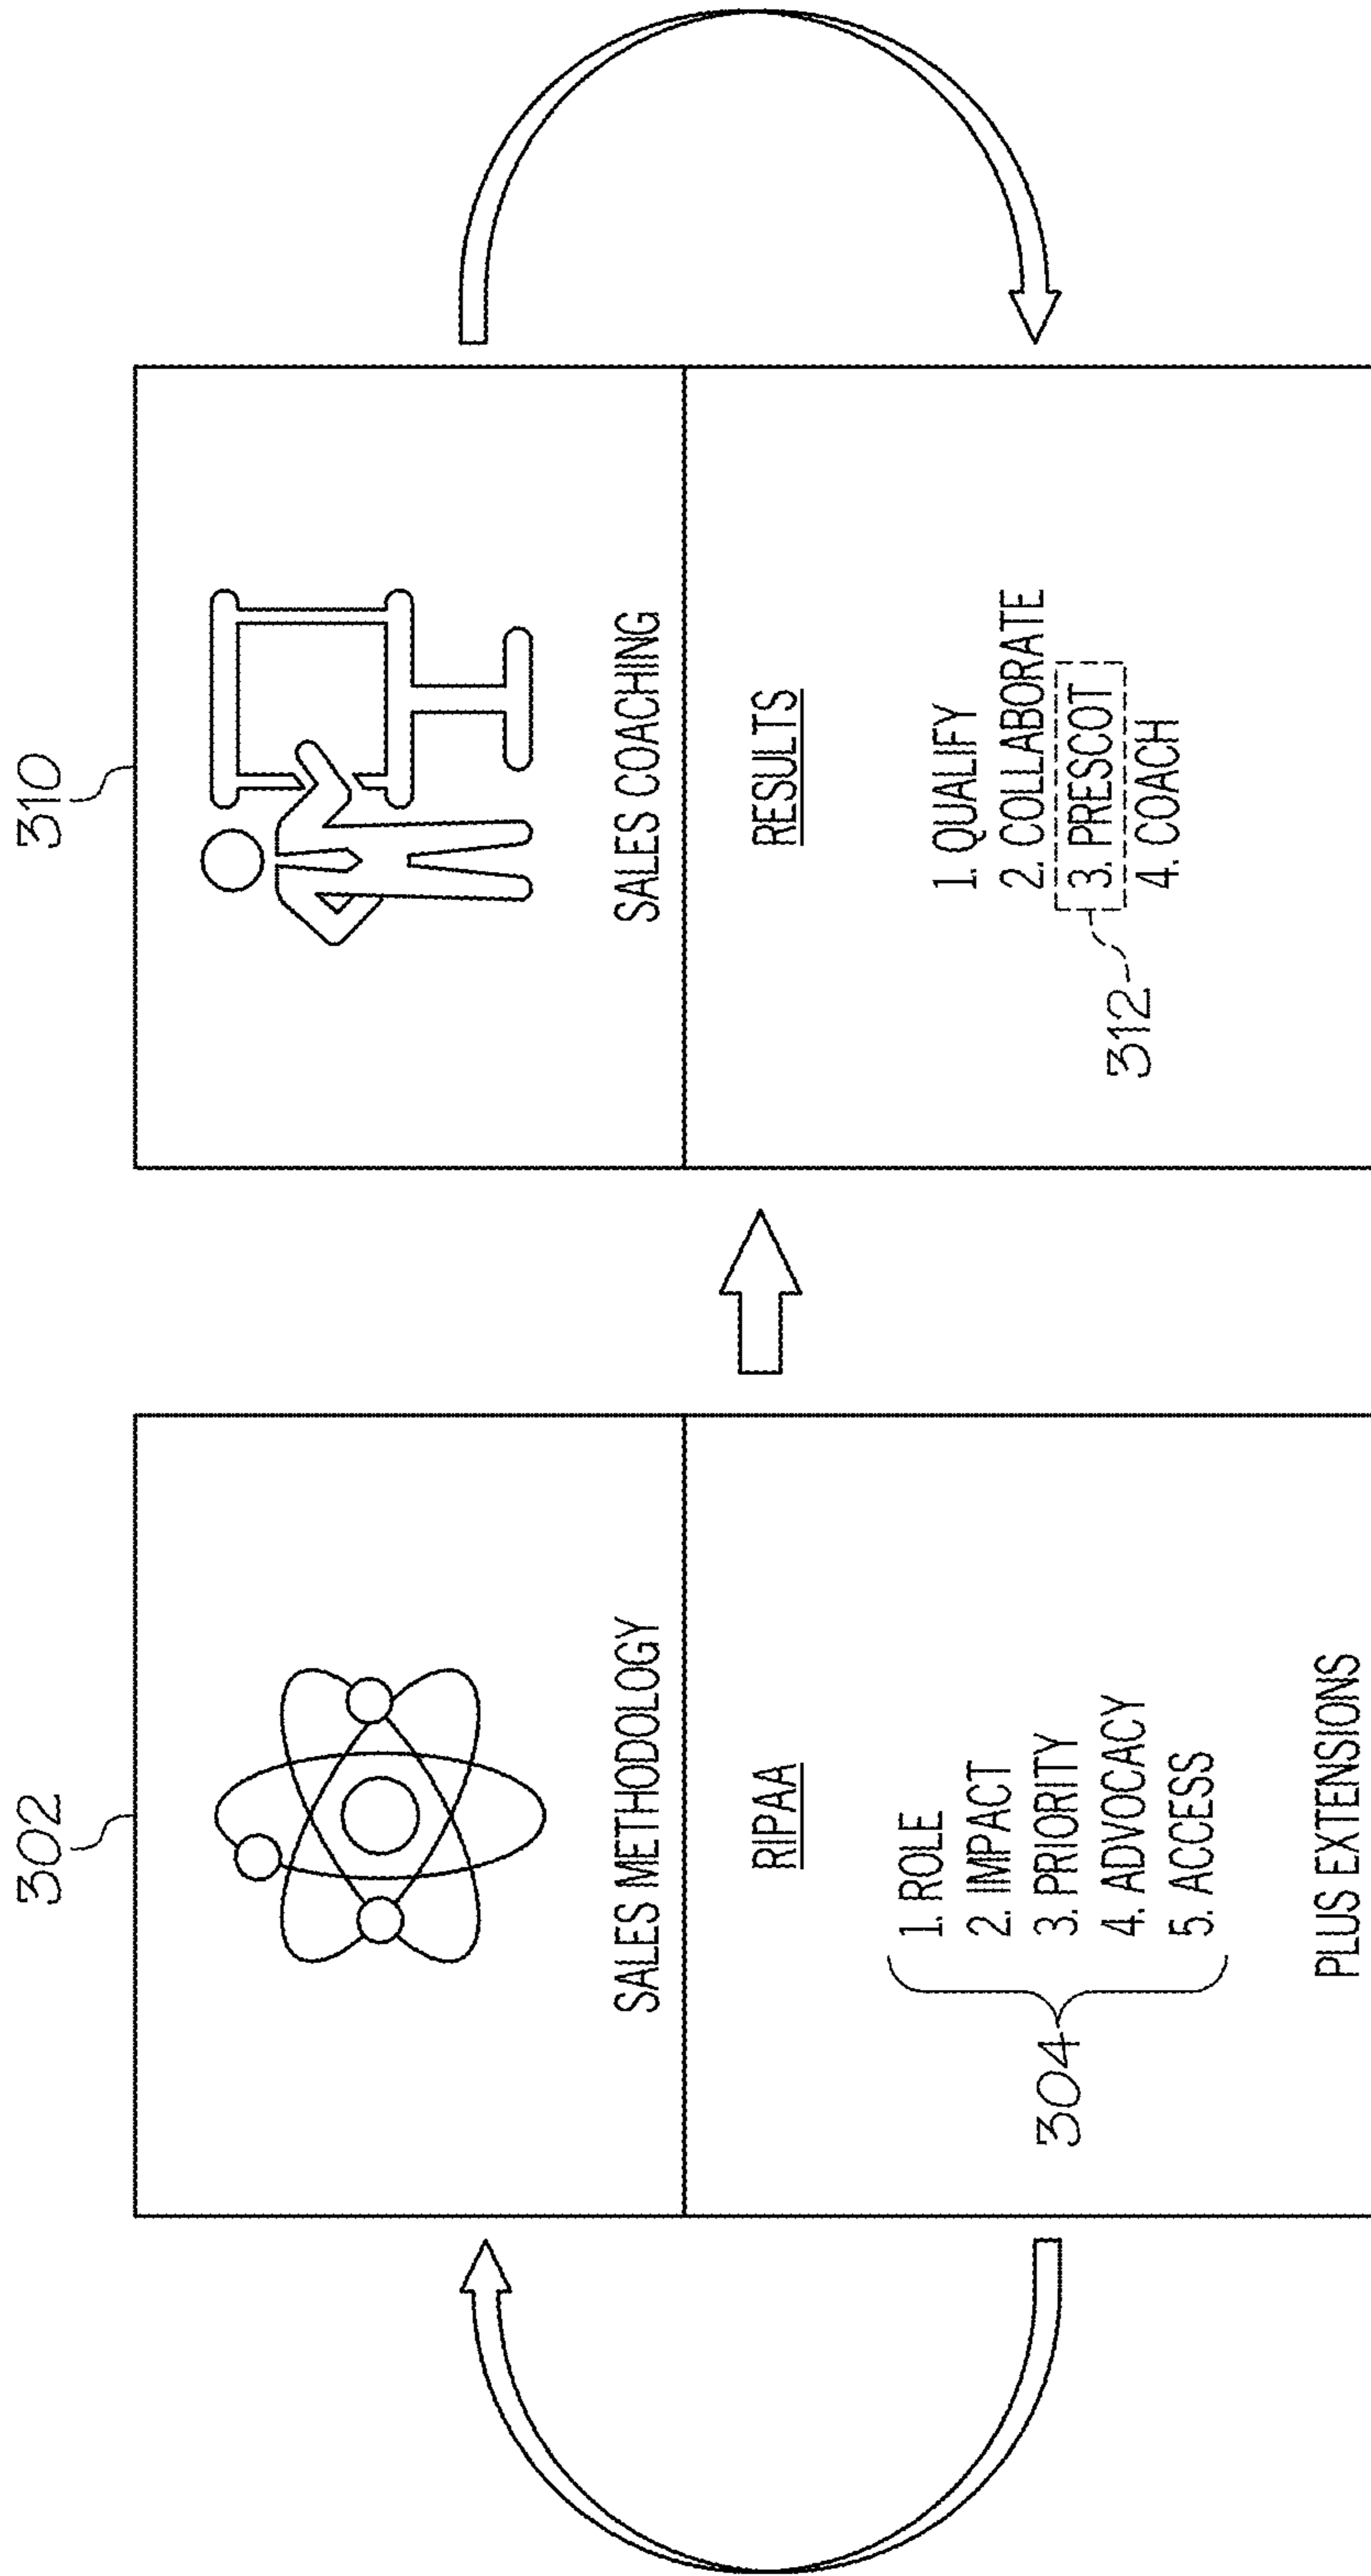 302
SALES METHODOLOGY
RIPAA
1. ROLE
2. IMPACT
3. PRIORITY
4. ADVOCACY
5. ACCESS
304
PLUS EXTENSIONS
310
SALES COACHING
RESULTS
1. QUALIFY
2. COLLABORATE
3. PRESCOT
4. COACH
312